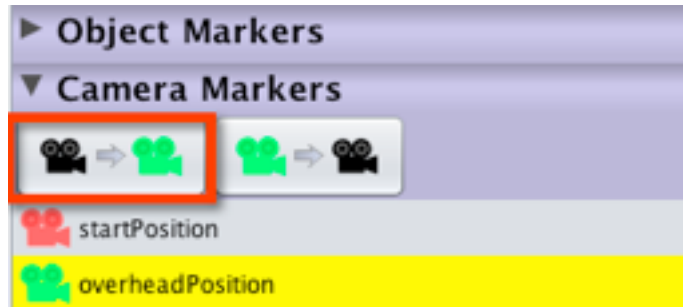 Object Markers
Camera Markers
startPosition
overheadPosition